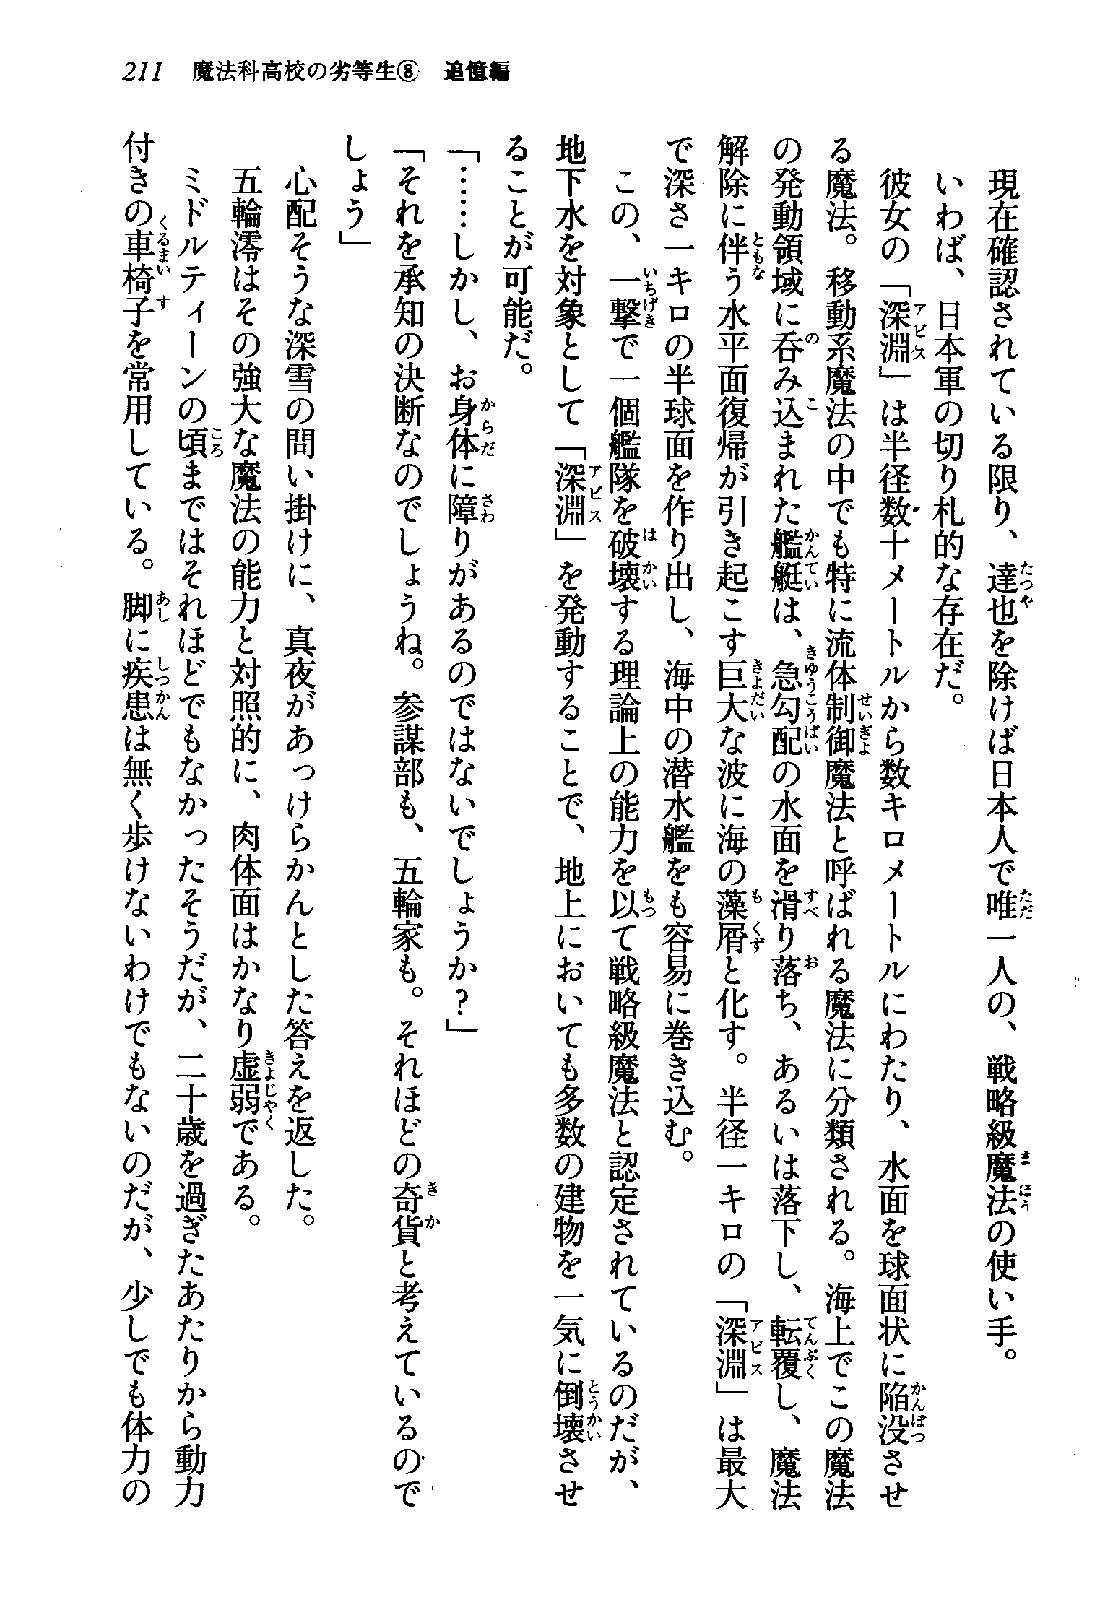 211　魔法科高校の劣等生⑧　追憶編
　現在確認されている限り、達也を除けば日本人で唯一人の、戦略級魔法の使い手。
　いわば、日本軍の切り札的な存在だ。
　彼女の「深淵」は半径数十メートルから数キロメートルにわたり、水面を球面状に陥没させ
る魔法。移動系魔法の中でも特に流体制御魔法と呼ばれる魔法に分類される。海上でこの魔法
の発動領域に呑み込まれた艦艇は、急勾配の水面を滑り落ち、あるいは落下し、転覆し、魔法
解除に伴う水平面復帰が引き起こす巨大な波に海の藻屑と化す。半径一キロの「深淵」は最大
で深さ一キロの半球面を作り出し、海中の潜水艦をも容易に巻き込む。
　この、一撃で一個艦隊を破壊する理論上の能力を以て戦略級魔法と認定されているのだが、
地下水を対象として「深淵」を発動することで、地上においても多数の建物を一気に倒壊させ
ることが可能だ。
「……しかし、お身体に障りがあるのではないでしょうか？」
「それを承知の決断なのでしょうね。参謀部も、五輪家も。それほどの奇貨と考えているので
しょう」
　心配そうな深雪の問い掛けに、真夜があっけらかんとした答えを返した。
　五輪澪はその強大な魔法の能力と対照的に、肉体面はかなり虚弱である。
　ミドルティーンの頃まではそれほどでもなかったそうだが、二十歳を過ぎたあたりから動力
付きの車椅子を常用している。脚に疾患は無く歩けないわけでもないのだが、少しでも体力の